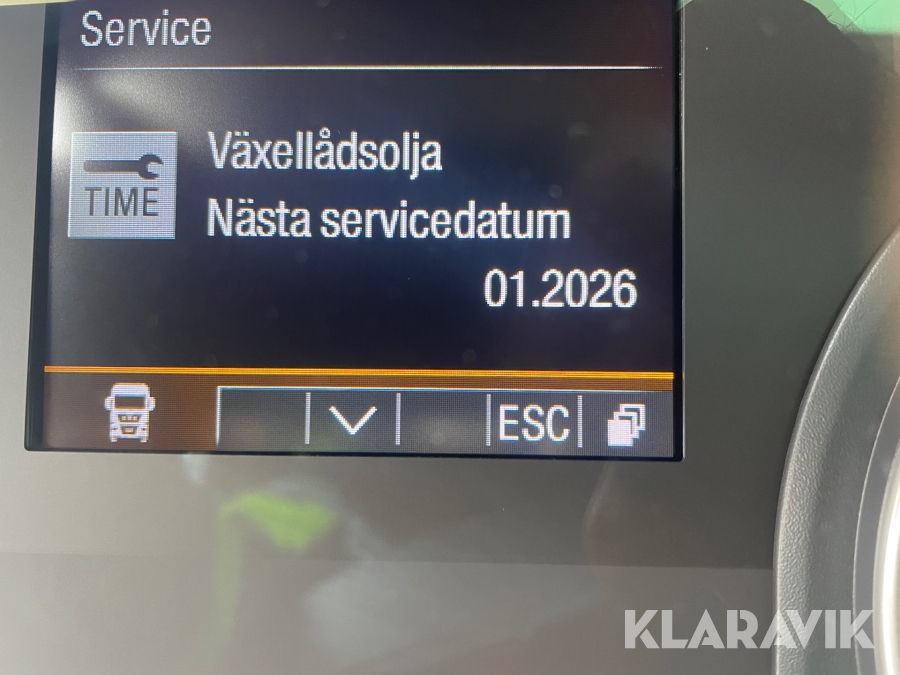 Service
TIME
Växellådsolja
Nästa servicedatum
01.2026
ESC
KLARAVIK